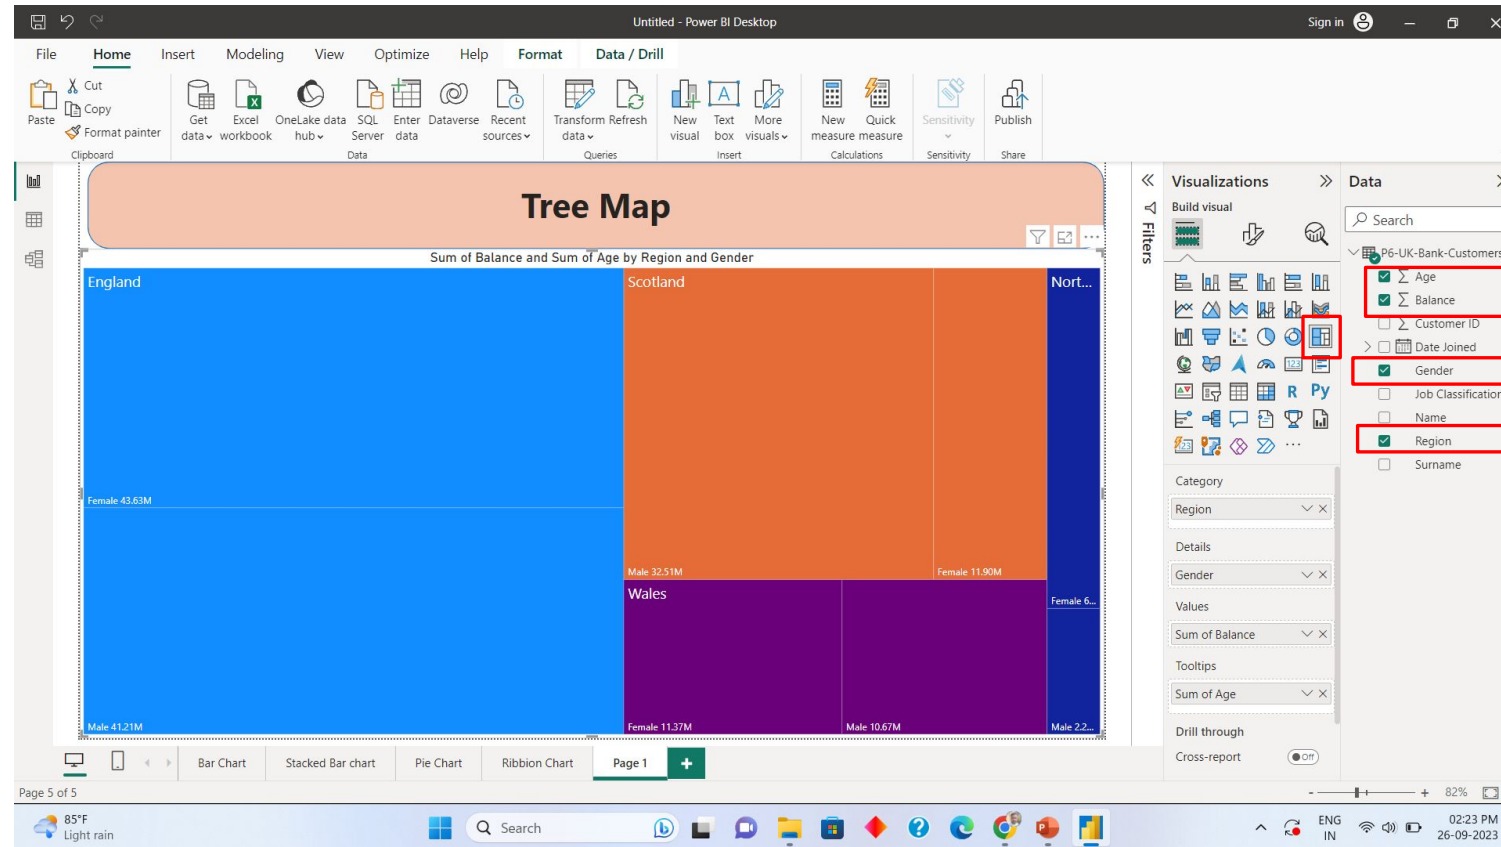 Untitled - Power BI Desktop
Sign in
File Home Insert Modeling View Optimize Help Format Data / Drill
Paste
Cut
Copy
Format painter
Clipboard
Get data
Excel workbook
OneLake data hub
SQL Server
Enter data
Dataverse
Recent sources
Data
Transform data
Refresh
Queries
New visual
Text box
More visuals
Insert
New measure
Quick measure
Calculations
Sensitivity
Sensitivity
Publish
Share
Tree Map
Sum of Balance and Sum of Age by Region and Gender
England
Female 43.63M
Male 41.21M
Scotland
Male 32.51M
Female 11.90M
Wales
Female 11.37M
Male 10.67M
Nort...
Female 6...
Male 2.2...
Filters
Visualizations
Build visual
123
R Py
123
Category
Region
Details
Gender
Values
Sum of Balance
Tooltips
Sum of Age
Drill through
Cross-report
Off
Data
Search
P6-UK-Bank-Customers
Age
Balance
Customer ID
Date Joined
Gender
Job Classification
Name
Region
Surname
Bar Chart Stacked Bar chart Pie Chart Ribbion Chart Page 1
Page 5 of 5
82%
85°F
Light rain
Search
ENG
IN
02:23 PM
26-09-2023